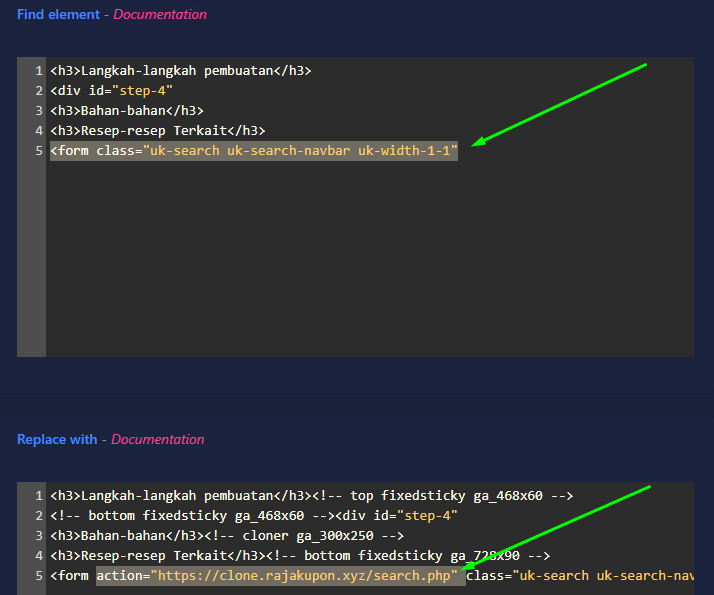 Find element - Documentation
1 <h3>Langkah-langkah pembuatan</h3>
2 <div id="step-4"
3 <h3>Bahan-bahan</h3>
4 <h3>Resep-resep Terkait</h3>
5 <form class="uk-search uk-search-navbar uk-width-1-1"
Replace with - Documentation
1 <h3>Langkah-langkah pembuatan</h3><!-- top fixedsticky ga_468x60 -->
2 <!-- bottom fixedsticky ga_468x60 --><div id="step-4"
3 <h3>Bahan-bahan</h3><!-- cloner ga_300x250 -->
4 <h3>Resep-resep Terkait</h3><!-- bottom fixedsticky ga_728x90 -->
5 <form action="https://clone.rajakupon.xyz/search.php" class="uk-search uk-search-nav